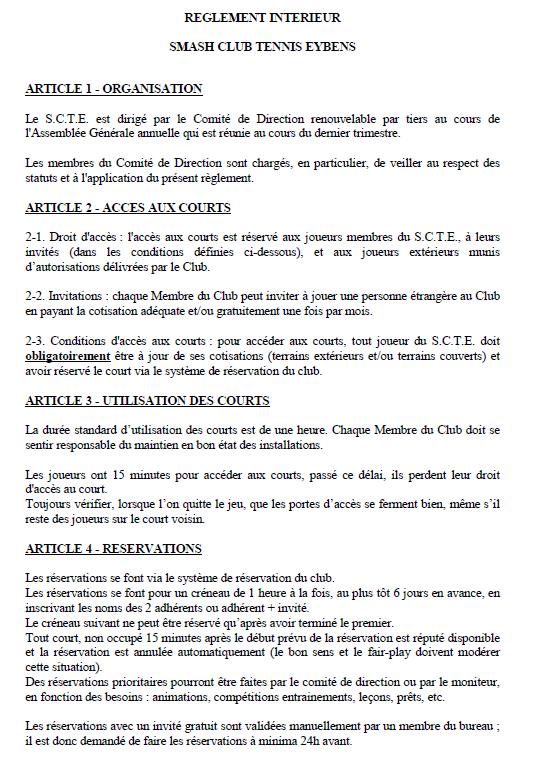 REGLEMENT INTERIEUR
SMASH CLUB TENNIS EYBENS
ARTICLE 1 - ORGANISATION
Le S.C.T.E. est dirigé par le Comité de Direction renouvelable par tiers au cours de
l'Assemblée Générale annuelle qui est réunie au cours du dernier trimestre.
Les membres du Comité de Direction sont chargés, en particulier, de veiller au respect des
statuts et à l'application du présent règlement.
ARTICLE 2 - ACCES AUX COURTS
2-1. Droit d'accès : l'accès aux courts est réservé aux joueurs membres du S.C.T.E., à leurs
invités (dans les conditions définies ci-dessous), et aux joueurs extérieurs munis
d’autorisations délivrées par le Club.
2-2. Invitations : chaque Membre du Club peut inviter à jouer une personne étrangère au Club
en payant la cotisation adéquate et/ou gratuitement une fois par mois.
2-3. Conditions d'accès aux courts : pour accéder aux courts, tout joueur du S.C.T.E. doit
obligatoirement être à jour de ses cotisations (terrains extérieurs et/ou terrains couverts) et
avoir réservé le court via le système de réservation du club.
ARTICLE 3 - UTILISATION DES COURTS
La durée standard d’utilisation des courts est de une heure. Chaque Membre du Club doit se
sentir responsable du maintien en bon état des installations.
Les joueurs ont 15 minutes pour accéder aux courts, passé ce délai, ils perdent leur droit
d'accès au court.
Toujours vérifier, lorsque l’on quitte le jeu, que les portes d’accès se ferment bien, même s’il
reste des joueurs sur le court voisin.
ARTICLE 4 - RESERVATIONS
Les réservations se font via le système de réservation du club.
Les réservations se font pour un créneau de 1 heure à la fois, au plus tôt 6 jours en avance, en
inscrivant les noms des 2 adhérents ou adhérent + invité.
Le créneau suivant ne peut être réservé qu’après avoir terminé le premier.
Tout court, non occupé 15 minutes après le début prévu de la réservation est réputé disponible
et la réservation est annulée automatiquement (le bon sens et le fair-play doivent modérer
cette situation).
Des réservations prioritaires pourront être faites par le comité de direction ou par le moniteur,
en fonction des besoins : animations, compétitions entrainements, leçons, prêts, etc.
Les réservations avec un invité gratuit sont validées manuellement par un membre du bureau ;
il est donc demandé de faire les réservations à minima 24h avant.